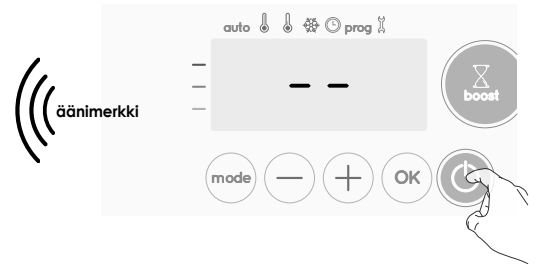 auto prog
– –
boost
äänimerkki
mode – + OK